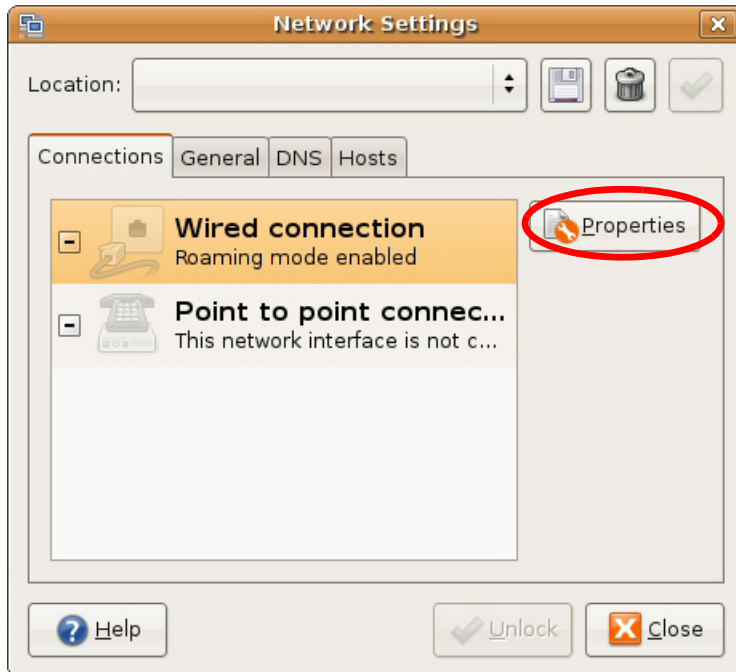 Network Settings
Location:
Connections General DNS Hosts
Wired connection
Roaming mode enabled
Properties
Point to point connec...
This network interface is not c...
Help
Unlock
Close